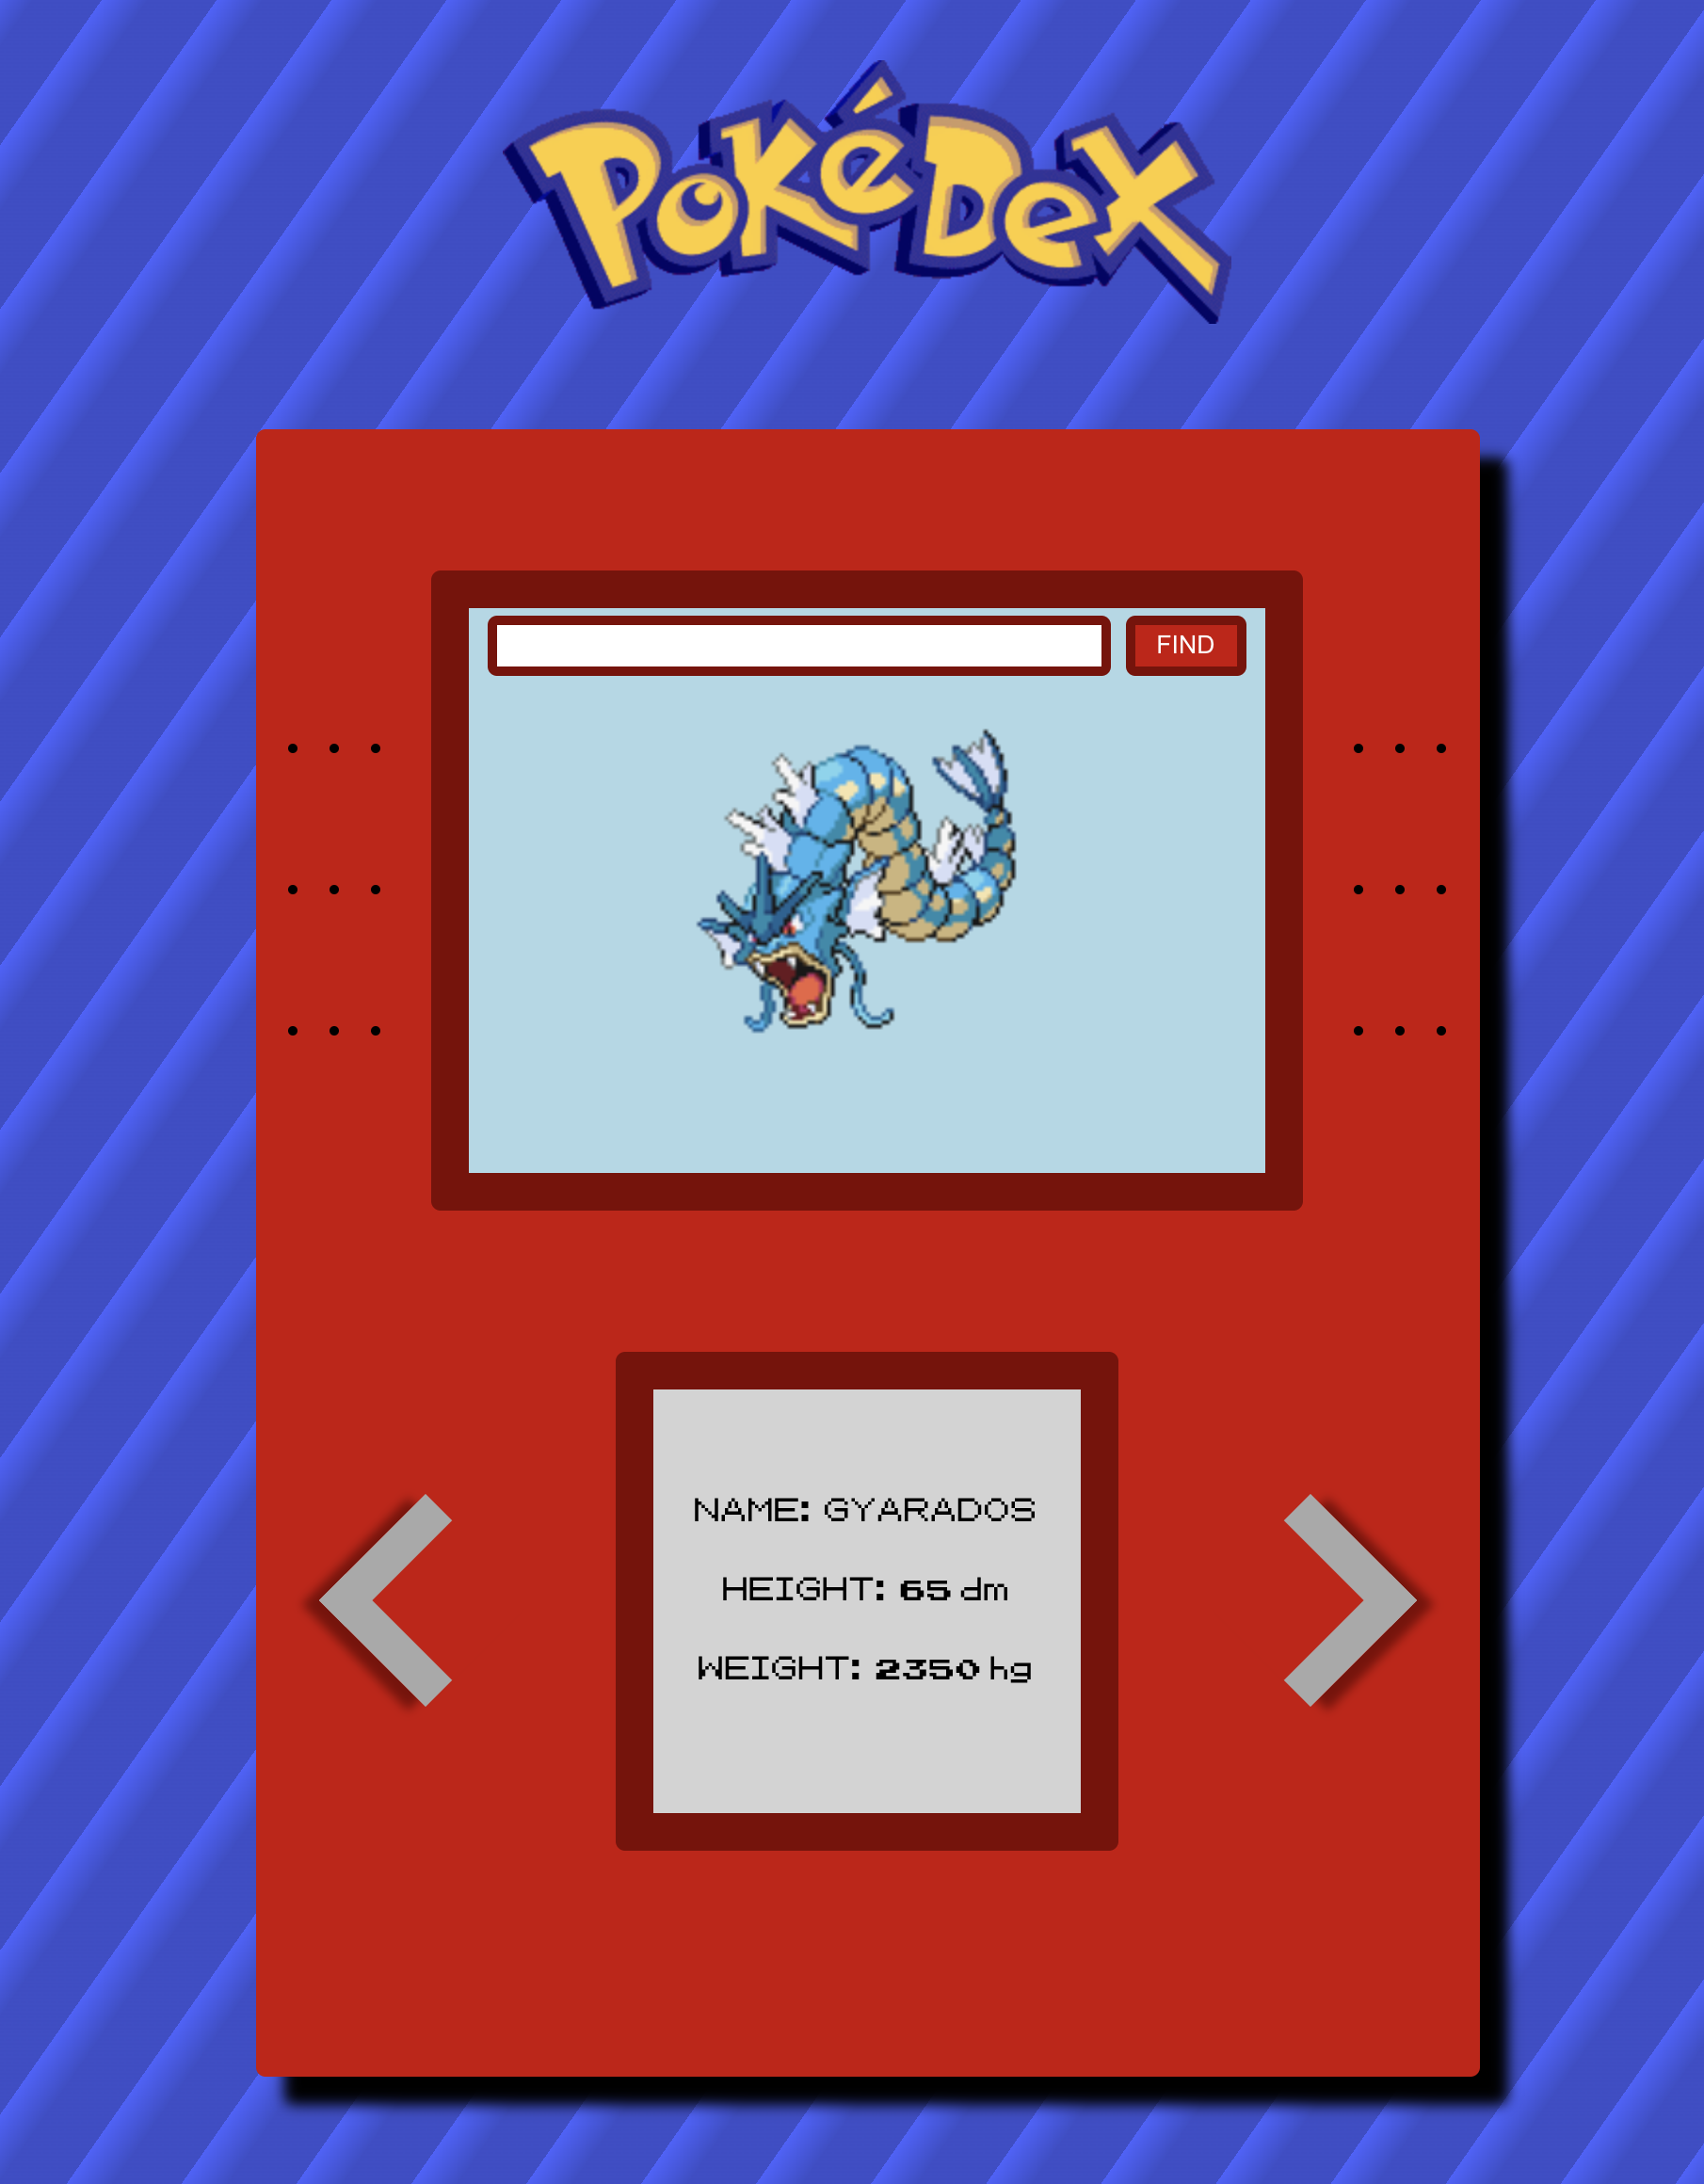 PoKéDex
FIND
NAME: GYARADOS
HEIGHT: 65 dm
WEIGHT: 2350 hg